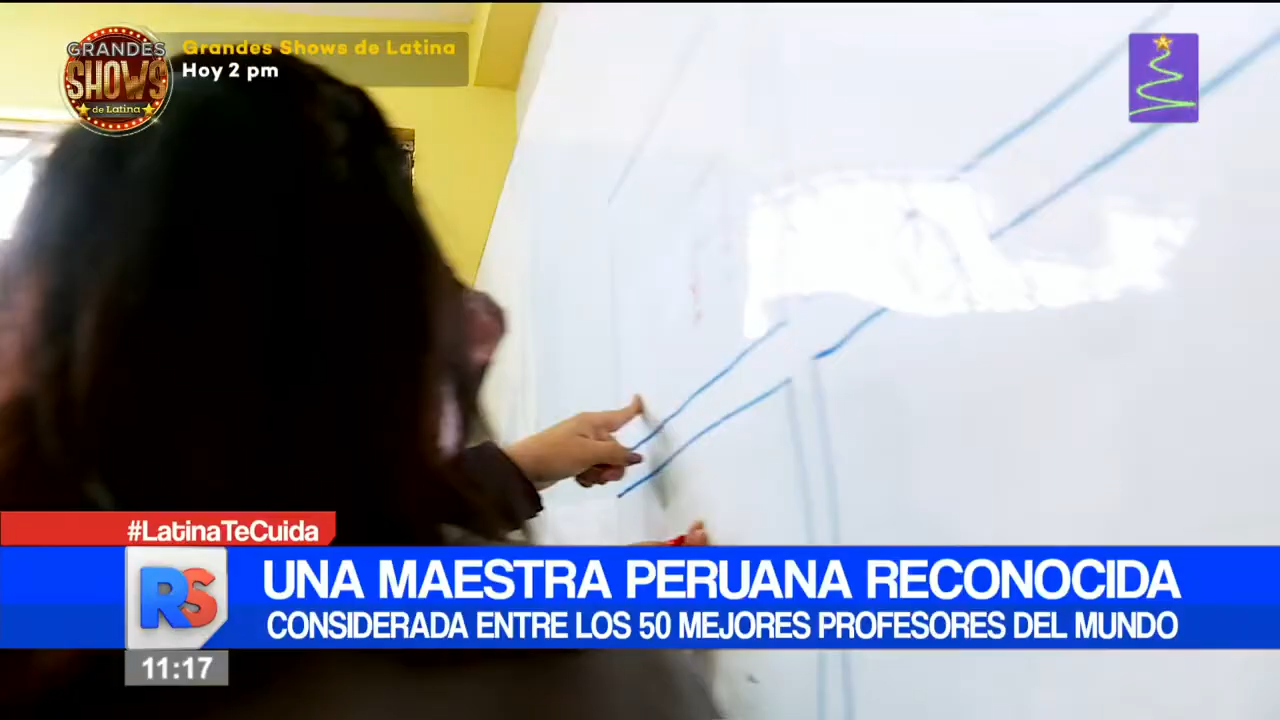 GRANDES
SHOWS
de Latina
Grandes Shows de Latina
Hoy 2 pm
#LatinaTeCuida
RS
UNA MAESTRA PERUANA RECONOCIDA
CONSIDERADA ENTRE LOS 50 MEJORES PROFESORES DEL MUNDO
11:17